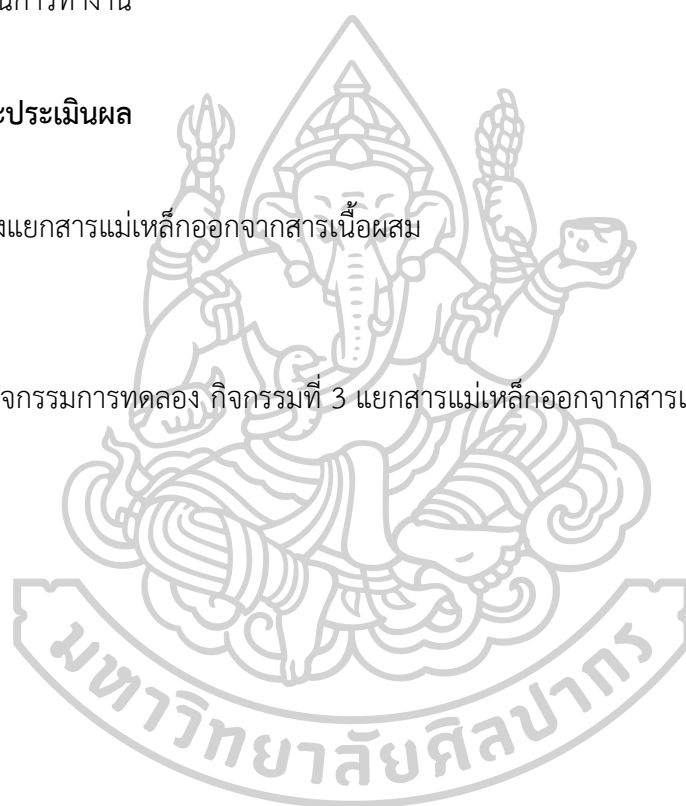 นการทำงาน
ะประเมินผล
งแยกสารแม่เหล็กออกจากสารเนื้อผสม
จกรรมการทดลอง กิจกรรมที่ 3 แยกสารแม่เหล็กออกจากสารเ
มหาวิทยาลัยศิลปากร